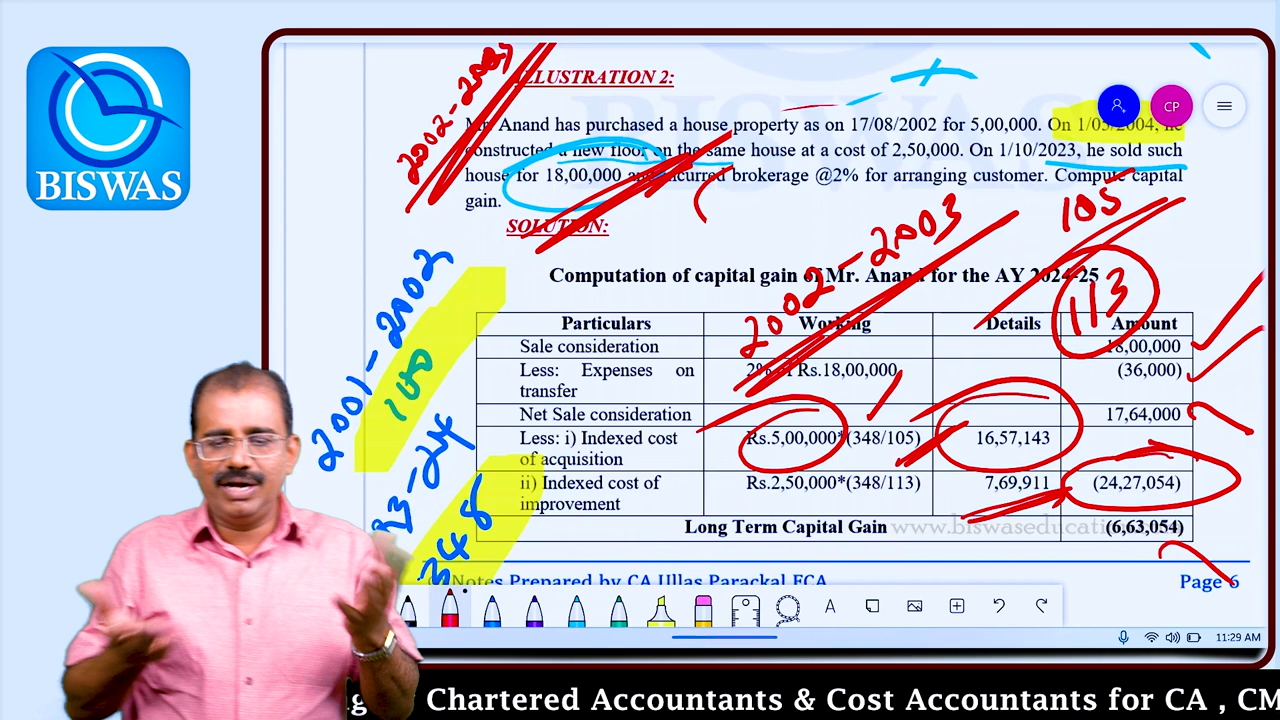 BISWAS
ILLUSTRATION 2:
Mr. Anand has purchased a house property as on 17/08/2002 for 5,00,000. On 1/05/2004, he
constructed a new floor on the same house at a cost of 2,50,000. On 1/10/2023, he sold such
house for 18,00,000 and incurred brokerage @2% for arranging customer. Compute capital
gain.
SOLUTION:
Computation of capital gain of Mr. Anand for the AY 2024-25
Particulars Working Details Amount
Sale consideration 18,00,000
Less: Expenses on transfer 2% of Rs.18,00,000 (36,000)
Net Sale consideration 17,64,000
Less: i) Indexed cost of acquisition Rs.5,00,000*(348/105) 16,57,143
ii) Indexed cost of improvement Rs.2,50,000*(348/113) 7,69,911 (24,27,054)
Long Term Capital Gain (6,63,054)
Notes Prepared by CA Ullas Parackal FCA
Page 6
2001-2002
100
3-24
348
2002-2003
105
113
CP
A
11:29 AM
Chartered Accountants & Cost Accountants for CA , CM